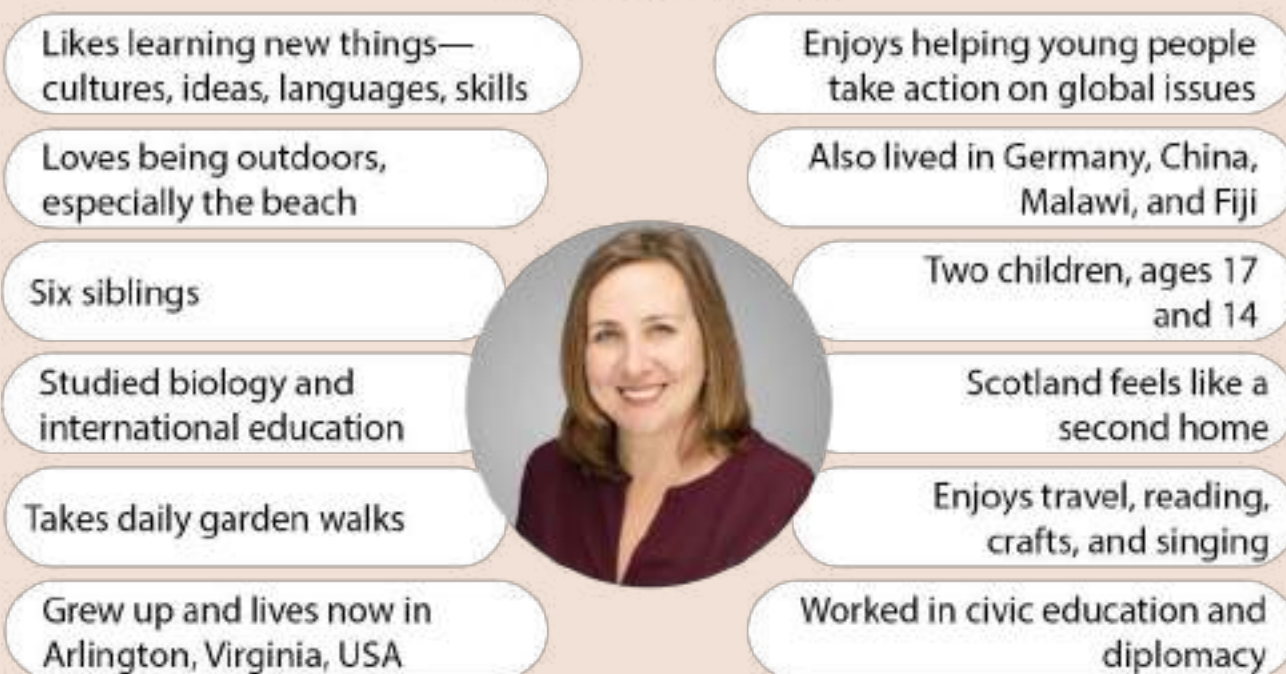 Likes learning new things—
cultures, ideas, languages, skills
Loves being outdoors,
especially the beach
Six siblings
Studied biology and
international education
Takes daily garden walks
Grew up and lives now in
Arlington, Virginia, USA
Enjoys helping young people
take action on global issues
Also lived in Germany, China,
Malawi, and Fiji
Two children, ages 17
and 14
Scotland feels like a
second home
Enjoys travel, reading,
crafts, and singing
Worked in civic education and
diplomacy